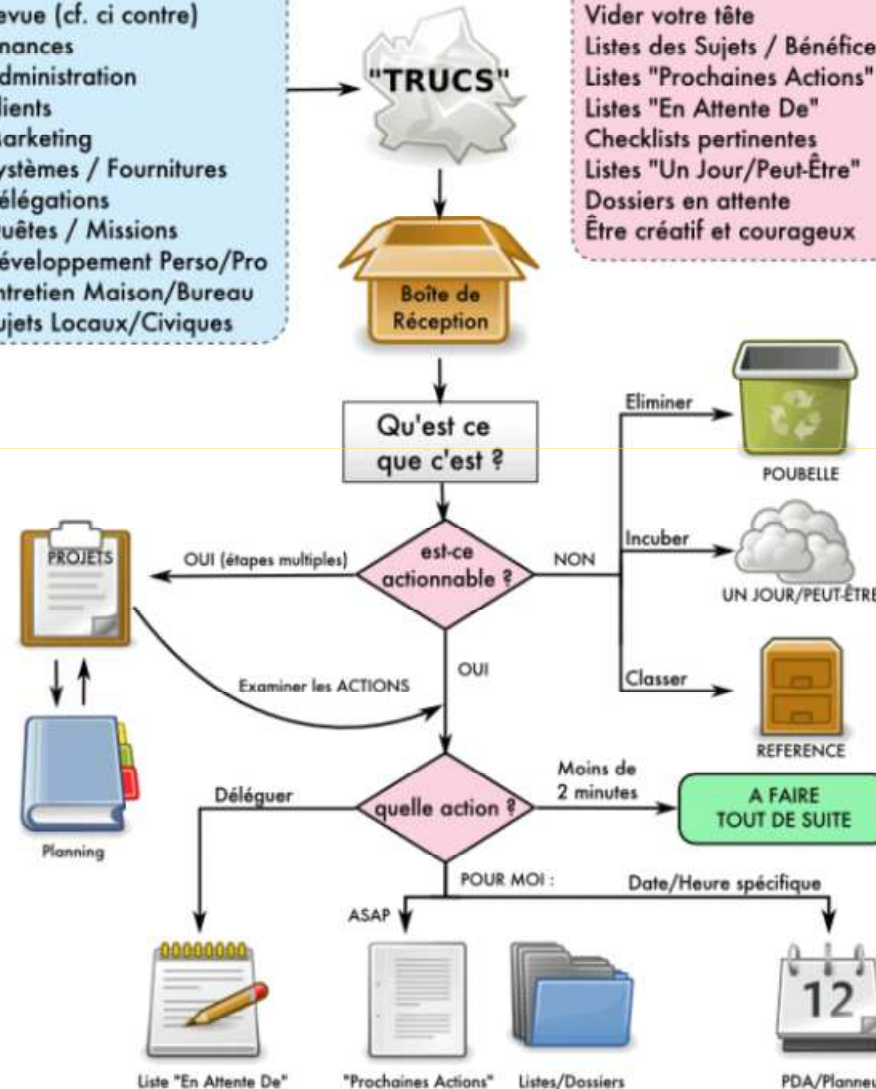 evue (cf. ci contre)
nances
dministration
lients
arketing
ystèmes / Fournitures
élégations
uêtes / Missions
éveloppement Perso/Pro
ntretien Maison/Bureau
ujets Locaux/Civiques
"TRUCS"
Vider votre tête
Listes des Sujets / Bénéfice
Listes "Prochaines Actions"
Listes "En Attente De"
Checklists pertinentes
Listes "Un Jour/Peut-Être"
Dossiers en attente
Être créatif et courageux
Boîte de
Réception
Qu'est ce
que c'est ?
Eliminer
POUBELLE
est-ce
actionnable ?
NON
Incuber
UN JOUR/PEUT-ÊTRE
Classer
REFERENCE
OUI (étapes multiples)
PROJETS
Examiner les ACTIONS
OUI
Planning
quelle action ?
Moins de
2 minutes
A FAIRE
TOUT DE SUITE
Déléguer
POUR MOI :
ASAP
Date/Heure spécifique
12
Liste "En Attente De"
"Prochaines Actions"
Listes/Dossiers
PDA/Planner